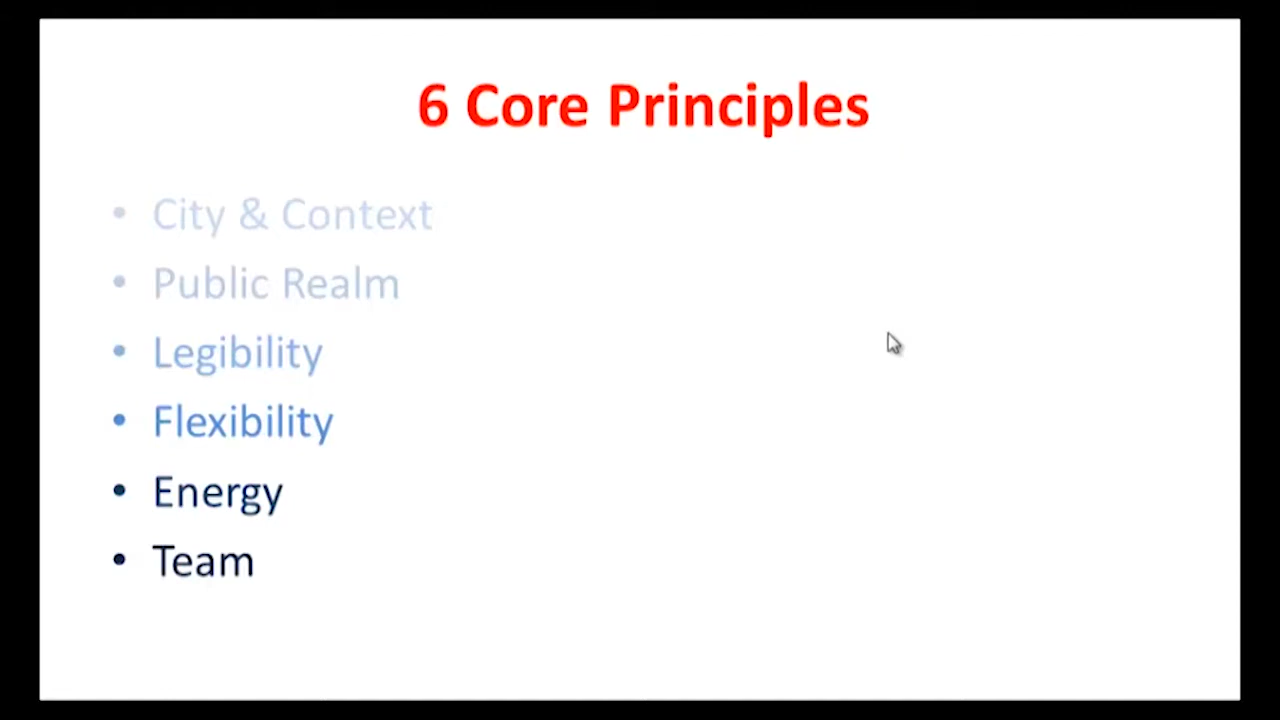 6 Core Principles
• City & Context
• Public Realm
• Legibility
• Flexibility
• Energy
• Team